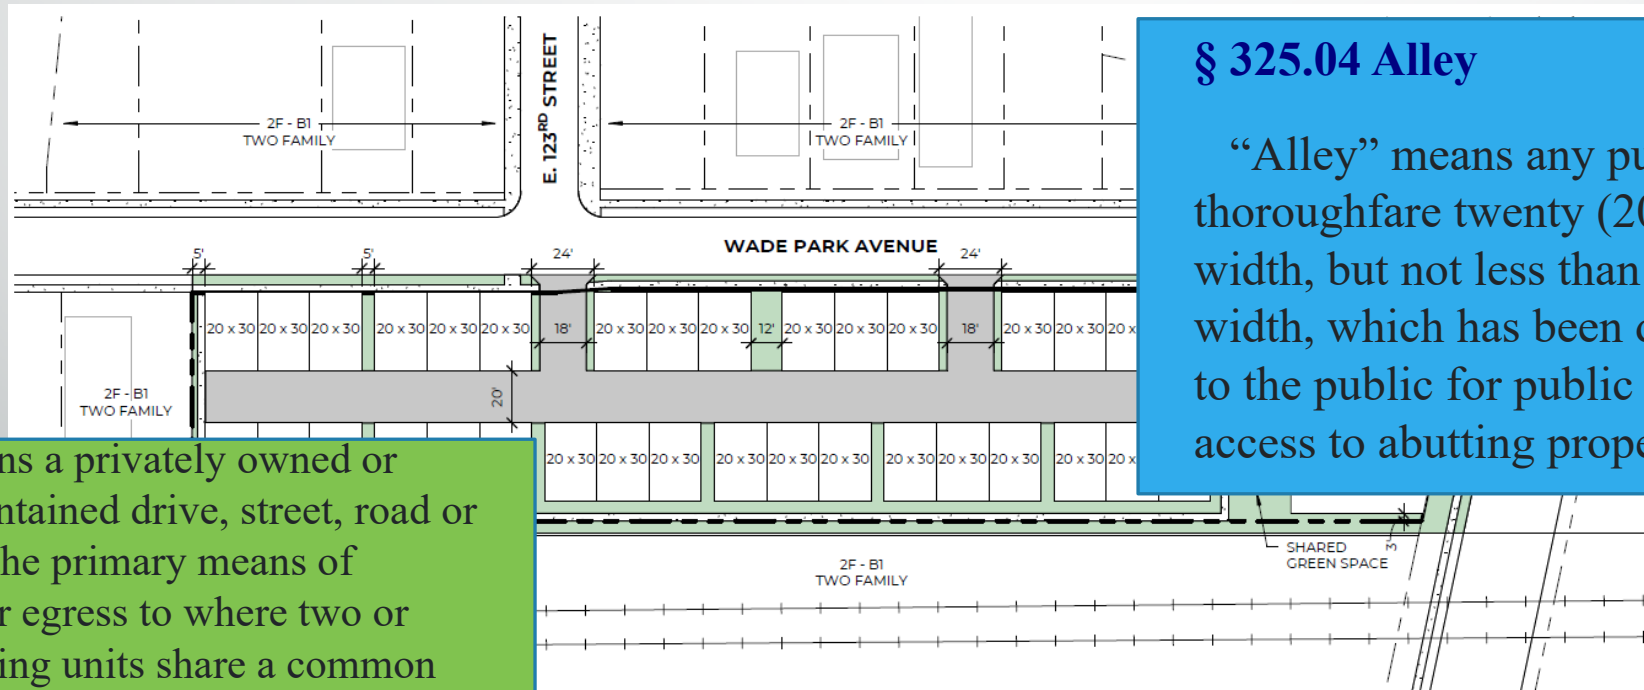 § 325.04 Alley
“Alley” means any pu
thoroughfare twenty (20
width, but not less than
width, which has been
to the public for public
access to abutting prope
E. 123RD STREET
2F - B1
TWO FAMILY
2F - B1
TWO FAMILY
WADE PARK AVENUE
5'
5'
24'
24'
20 x 30 20 x 30 20 x 30 20 x 30 20 x 30 20 x 30 18' 20 x 30 20 x 30 20 x 30 12' 20 x 30 20 x 30 20 x 30 18' 20 x 30 20 x 30 20 x
2F - B1
TWO FAMILY
20'
20 x 30 20 x 30 20 x 30 20 x 30 20 x 30 20 x 30 20 x 30 20 x 30 20 x 30 20 x 30 20 x
ns a privately owned or
ntained drive, street, road or
he primary means of
r egress to where two or
ing units share a common
2F - B1
TWO FAMILY
SHARED
GREEN SPACE
3'